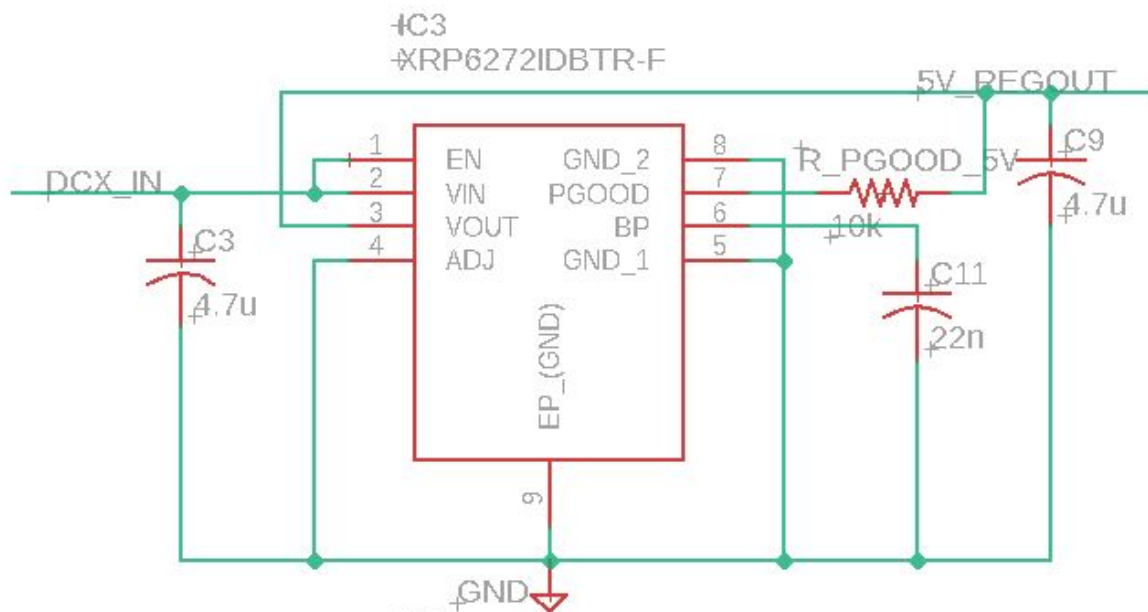 IC3
XRP6272IDBTR-F
5V_REGOUT
DCX_IN
1 EN GND_2 8
2 VIN PGOOD 7
3 VOUT BP 6
4 ADJ GND_1 5
EP_(GND)
9
R_PGOOD_5V
10k
C9
4.7u
C3
4.7u
C11
22n
GND